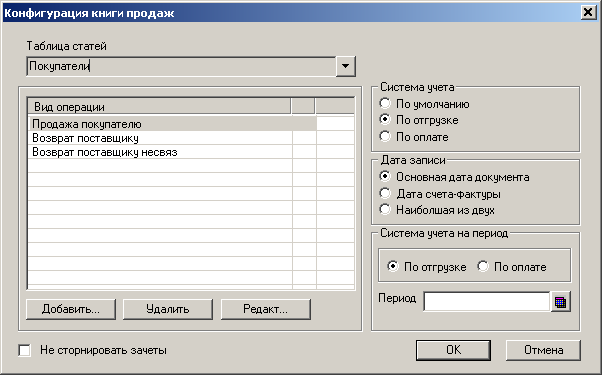 Конфигурация книги продаж
Таблица статей
Покупатели
Вид операции
Продажа покупателю
Возврат поставщику
Возврат поставщику несвяз
Добавить...
Удалить
Редакт...
Система учета
По умолчанию
По отгрузке
По оплате
Дата записи
Основная дата документа
Дата счета-фактуры
Наиболшая из двух
Система учета на период
По отгрузке По оплате
Период
Не сторнировать зачеты
OK
Отмена